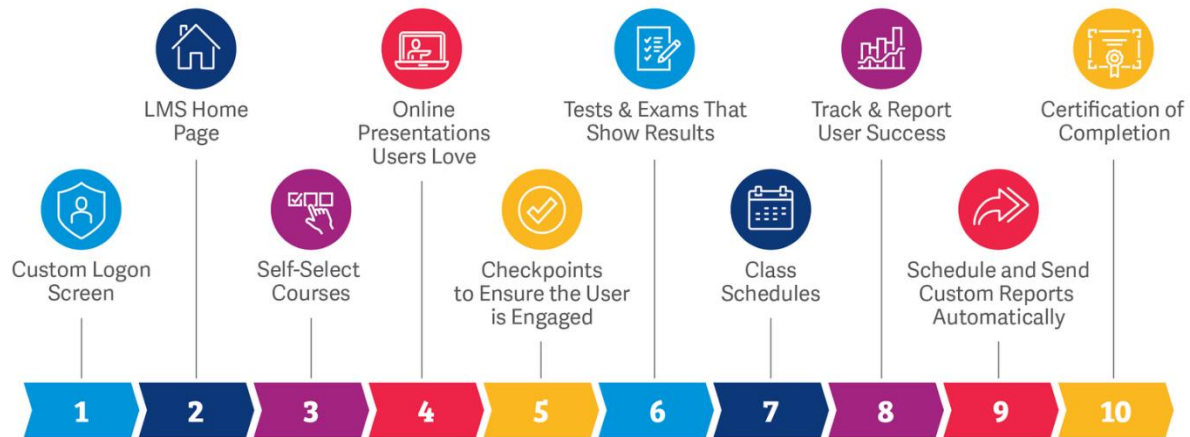 LMS Home
Page
Online
Presentations
Users Love
Tests & Exams That
Show Results
Track & Report
User Success
Certification of
Completion
Custom Logon
Screen
Self-Select
Courses
Checkpoints
to Ensure the User
is Engaged
Class
Schedules
Schedule and Send
Custom Reports
Automatically
1
2
3
4
5
6
7
8
9
10